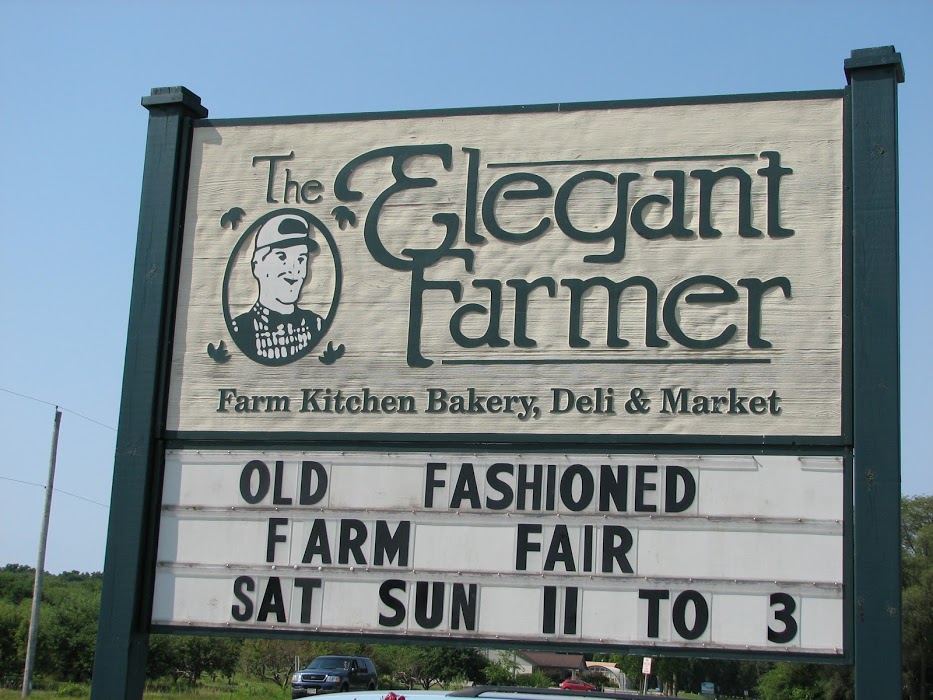 The Elegant
Farmer
Farm Kitchen Bakery, Deli & Market
OLD FASHIONED
FARM FAIR
SAT SUN 11 TO 3